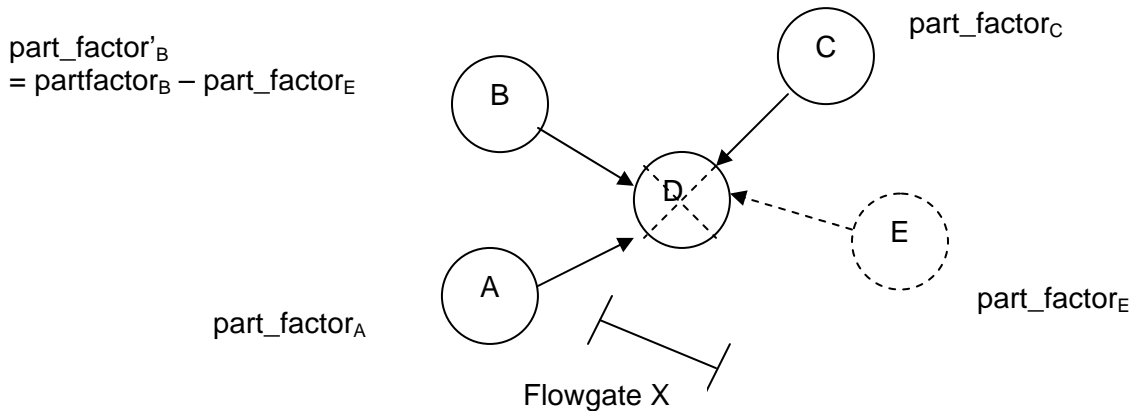 part_factor’B
= partfactorB – part_factorE
B
C
part_factorC
D
E
A
part_factorA
part_factorE
Flowgate X